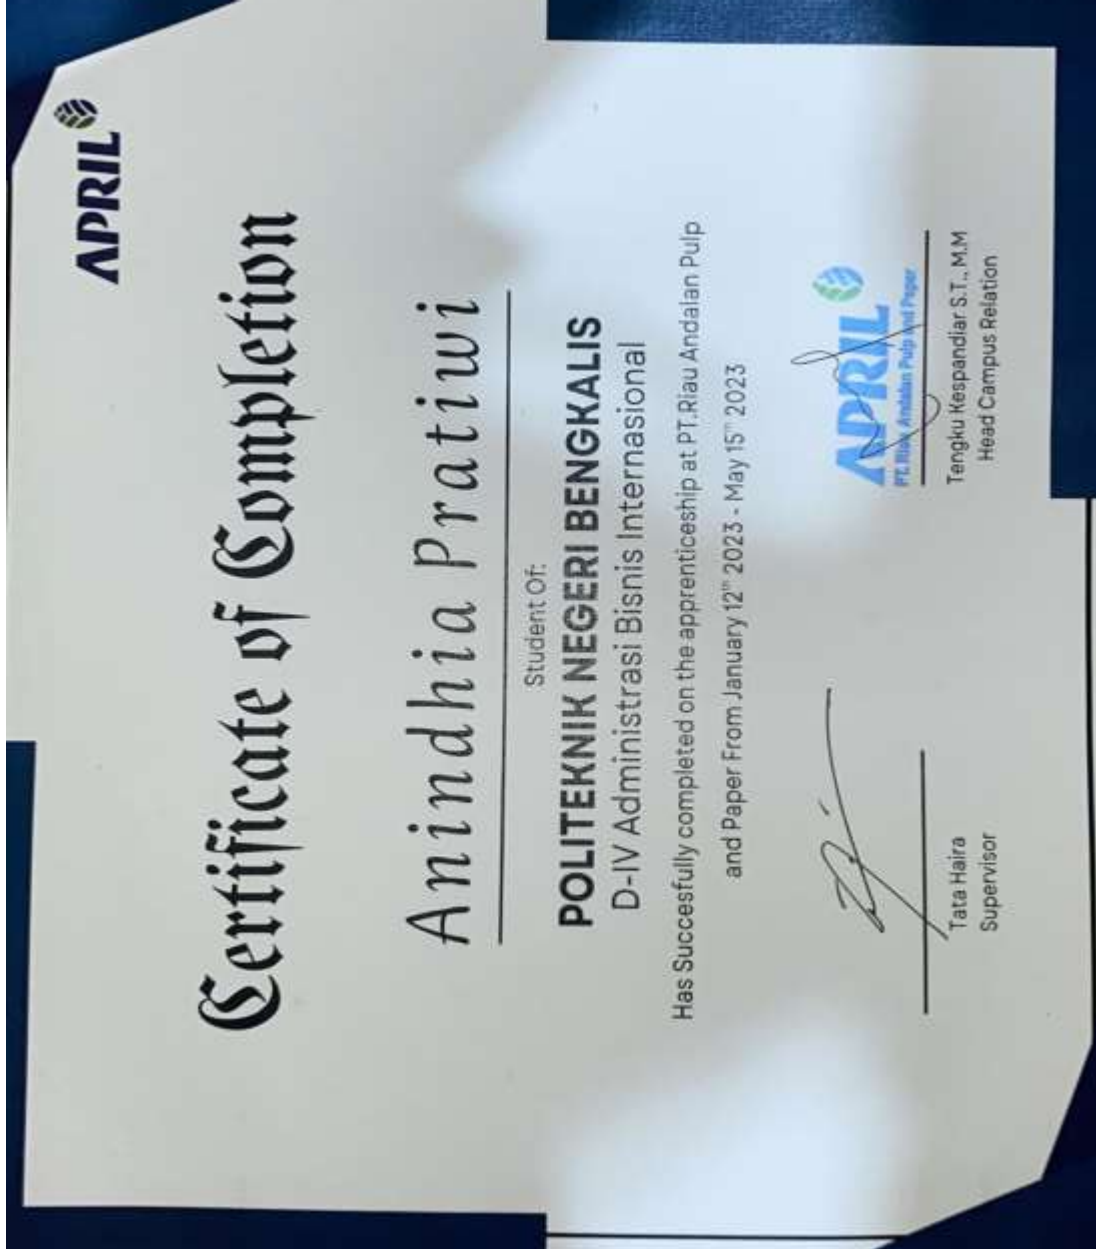 APRIL
Certificate of Completion
Anindhia Pratiwi
Student Of:
POLITEKNIK NEGERI BENGKALIS
D-IV Administrasi Bisnis Internasional
Has Succesfully completed on the apprenticeship at PT.Riau Andalan Pulp
and Paper From January 12th 2023 - May 15th 2023
APRIL
PT. Riau Andalan Pulp and Paper
Tata Haira
Supervisor
Tengku Kespandiar S.T., M.M
Head Campus Relation